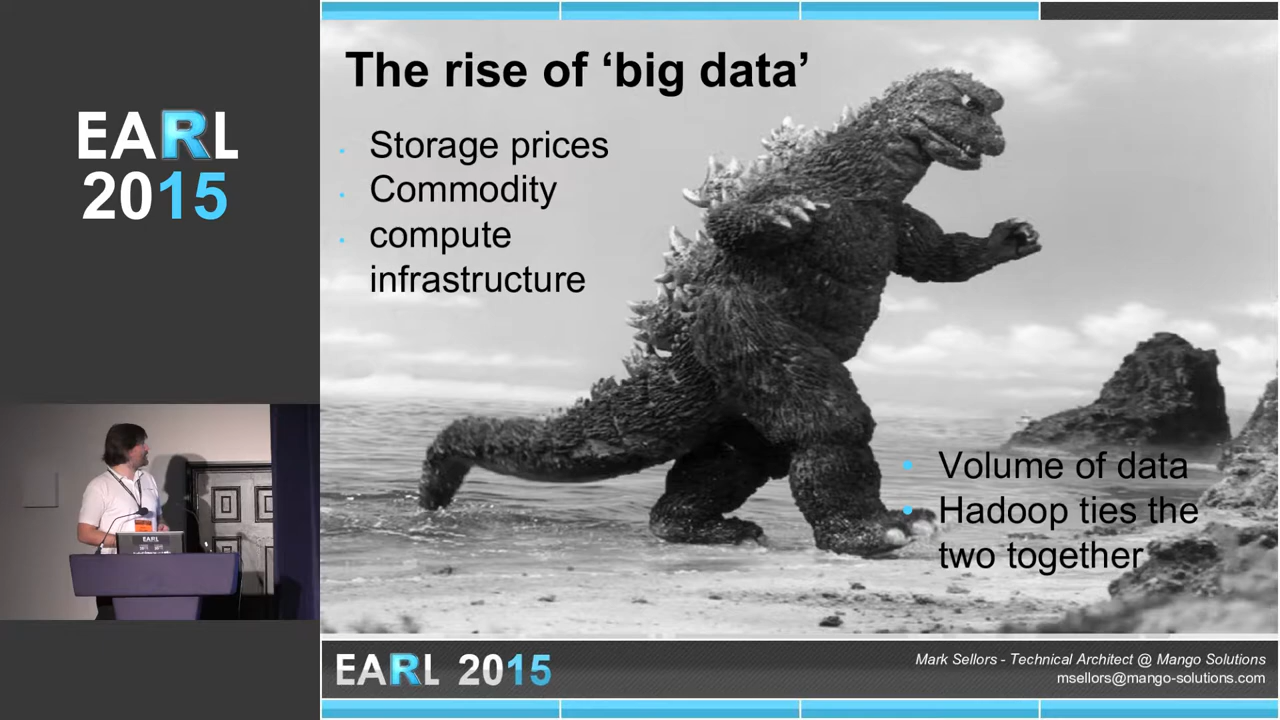 EARL
2015
The rise of ‘big data’
Storage prices
Commodity
compute
infrastructure
Volume of data
Hadoop ties the
two together
EARL
EARL 2015
Mark Sellors - Technical Architect @ Mango Solutions
msellors@mango-solutions.com